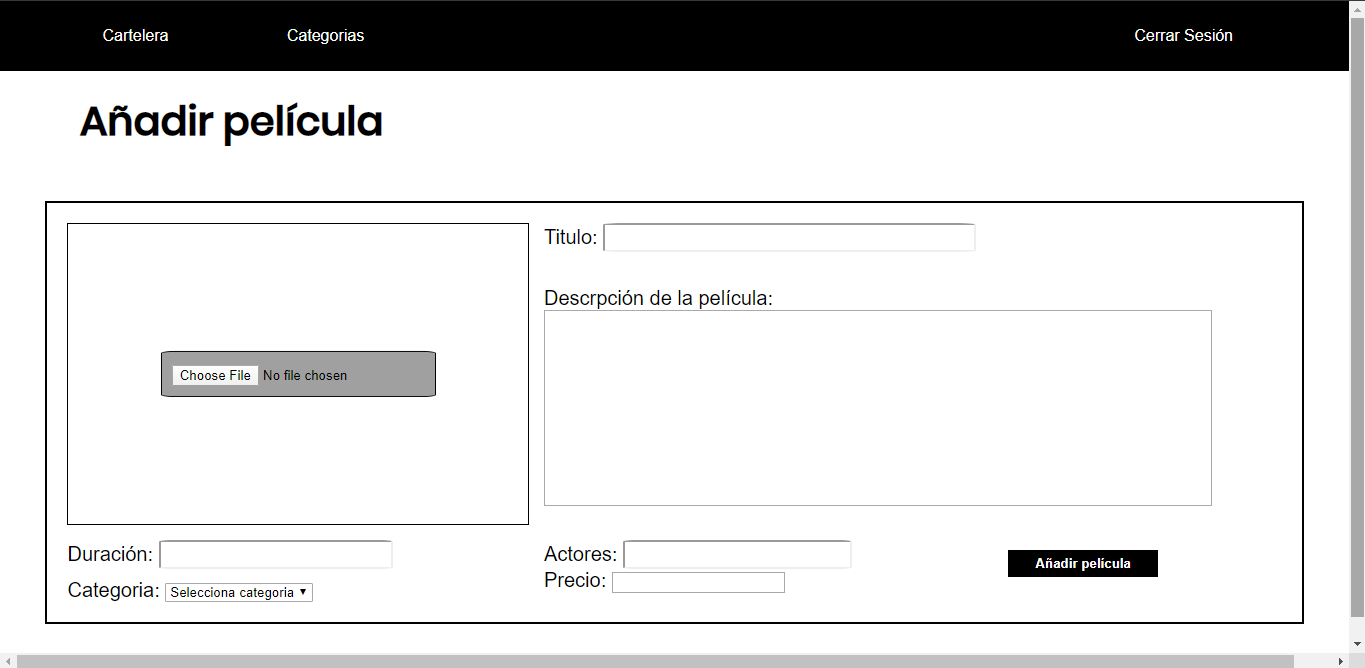 Cartelera Categorias Cerrar Sesión
Añadir película
Titulo:
Descrpción de la película:
Choose File No file chosen
Duración:
Categoria: Selecciona categoria
Actores:
Precio:
Añadir película